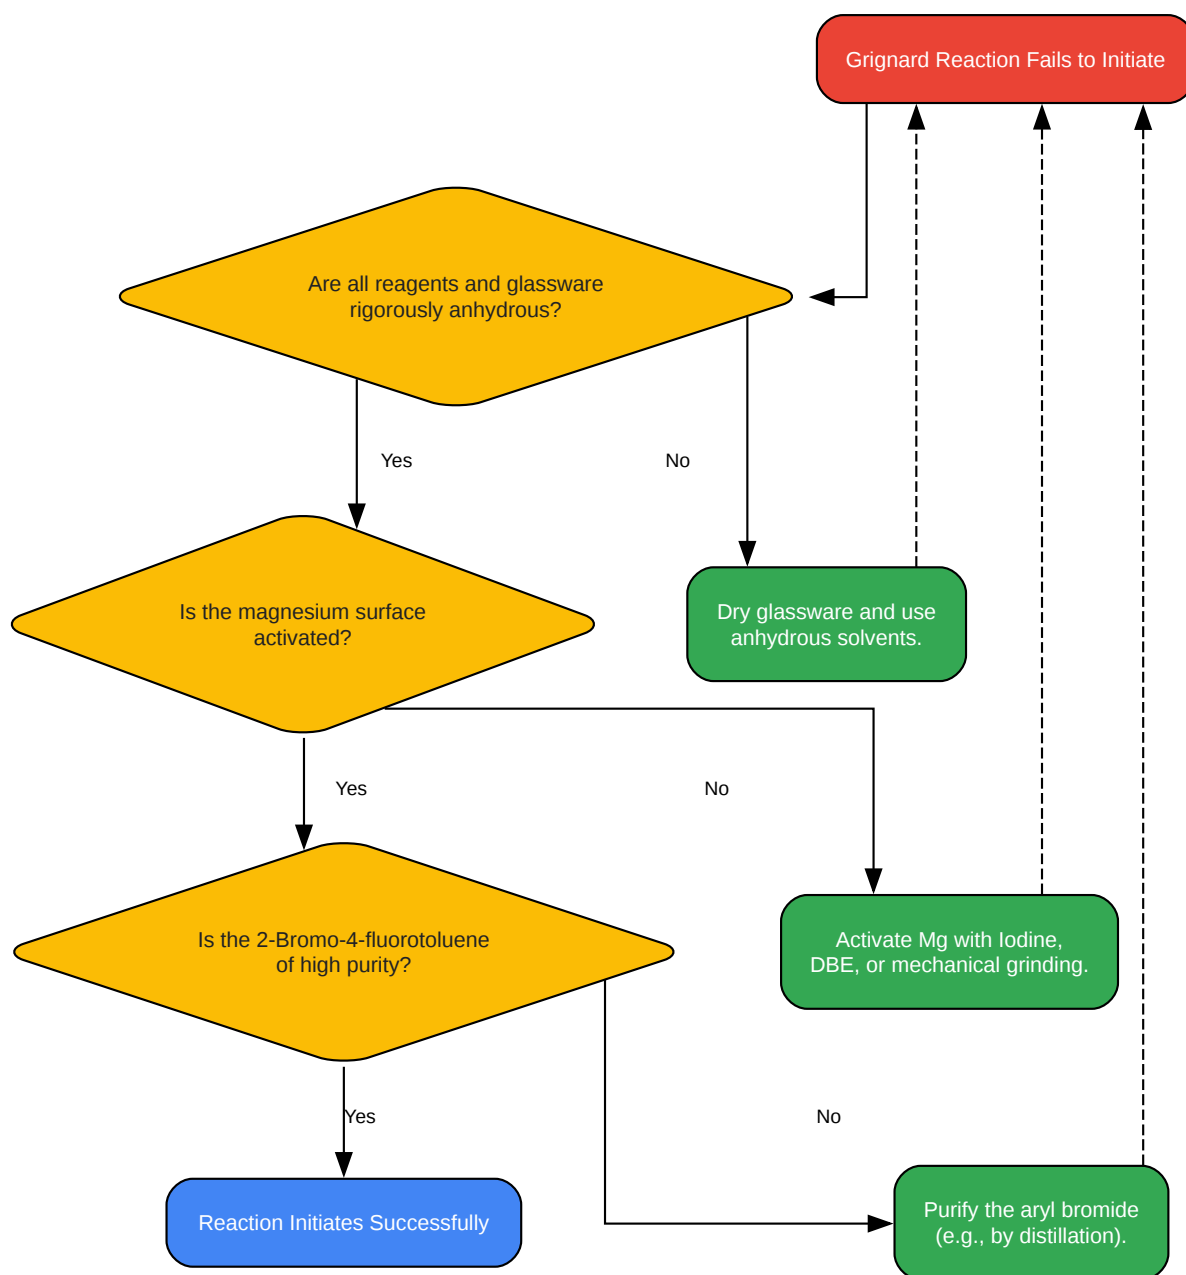 Grignard Reaction Fails to Initiate
Are all reagents and glassware
rigorously anhydrous?
Yes
No
Is the magnesium surface
activated?
Dry glassware and use
anhydrous solvents.
Yes
No
Is the 2-Bromo-4-fluorotoluene
of high purity?
Activate Mg with Iodine,
DBE, or mechanical grinding.
Yes
No
Reaction Initiates Successfully
Purify the aryl bromide
(e.g., by distillation).